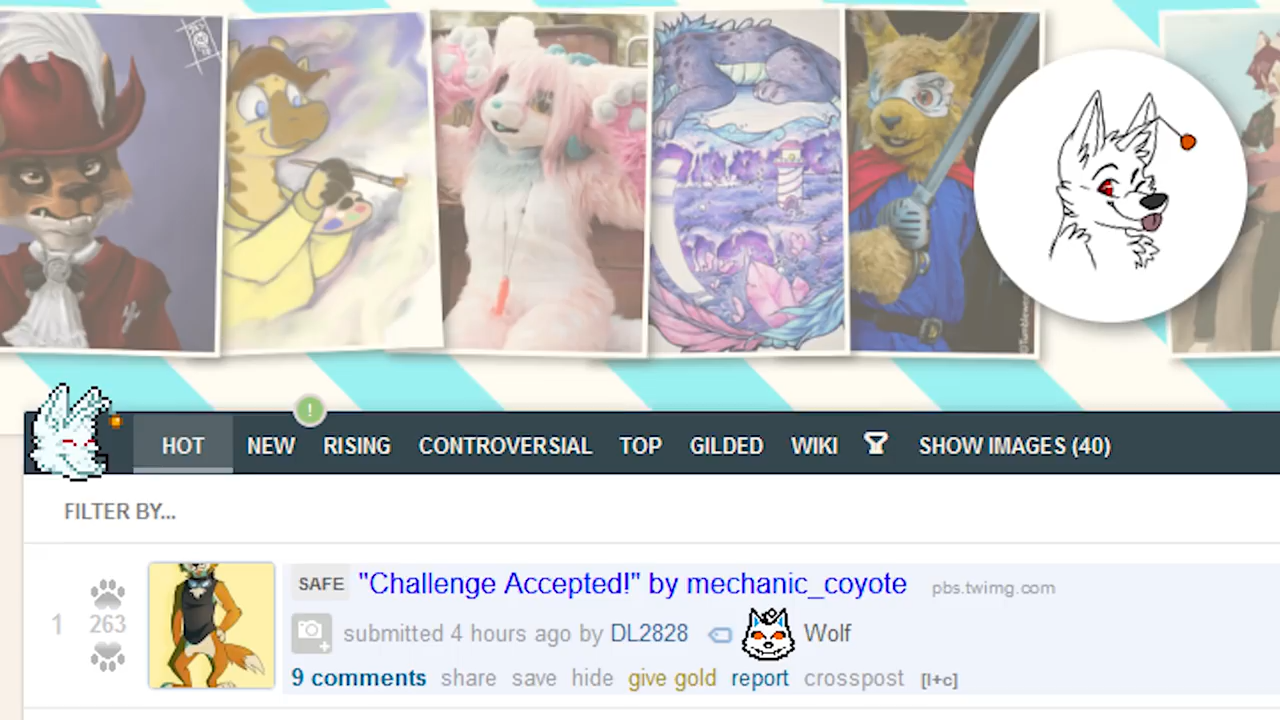 !
HOT NEW RISING CONTROVERSIAL TOP GILDED WIKI SHOW IMAGES (40)
FILTER BY...
1
263
SAFE "Challenge Accepted!" by mechanic_coyote pbs.twimg.com
submitted 4 hours ago by DL2828 Wolf
9 comments share save hide give gold report crosspost [l+c]